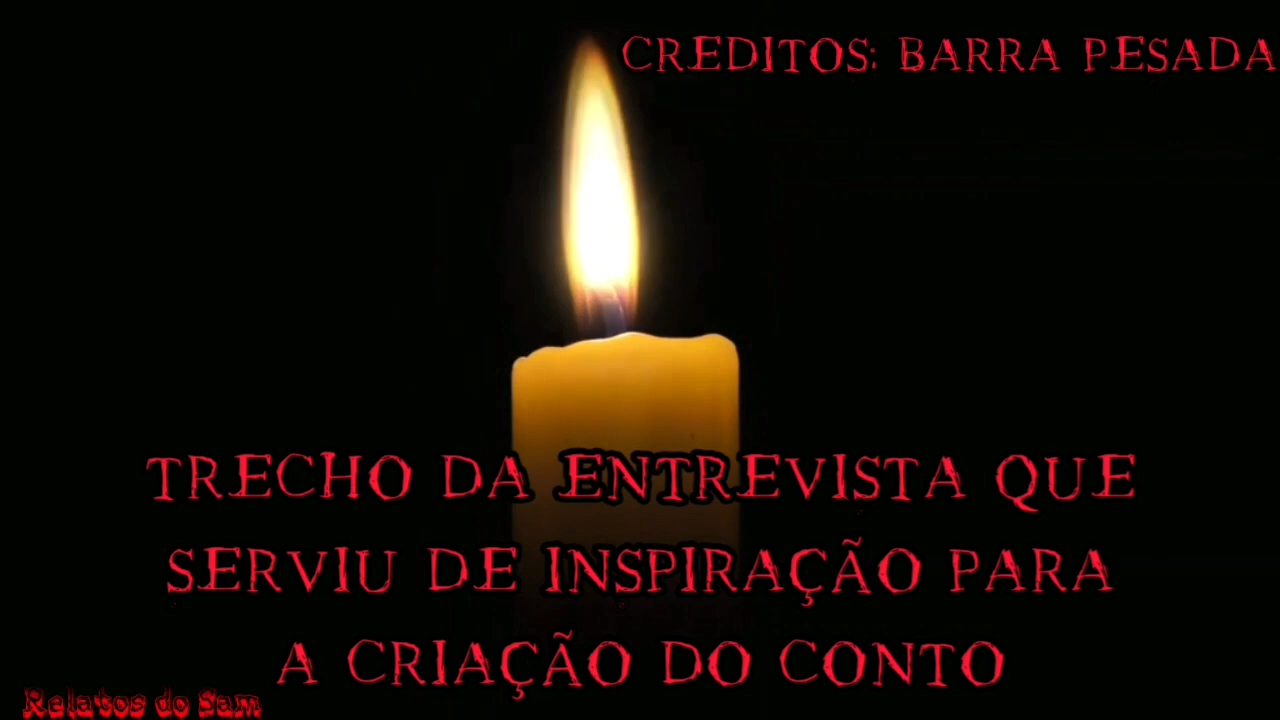 CREDITOS: BARRA PESADA
TRECHO DA ENTREVISTA QUE
SERVIU DE INSPIRAÇÃO PARA
A CRIAÇÃO DO CONTO
Relatos do Sam